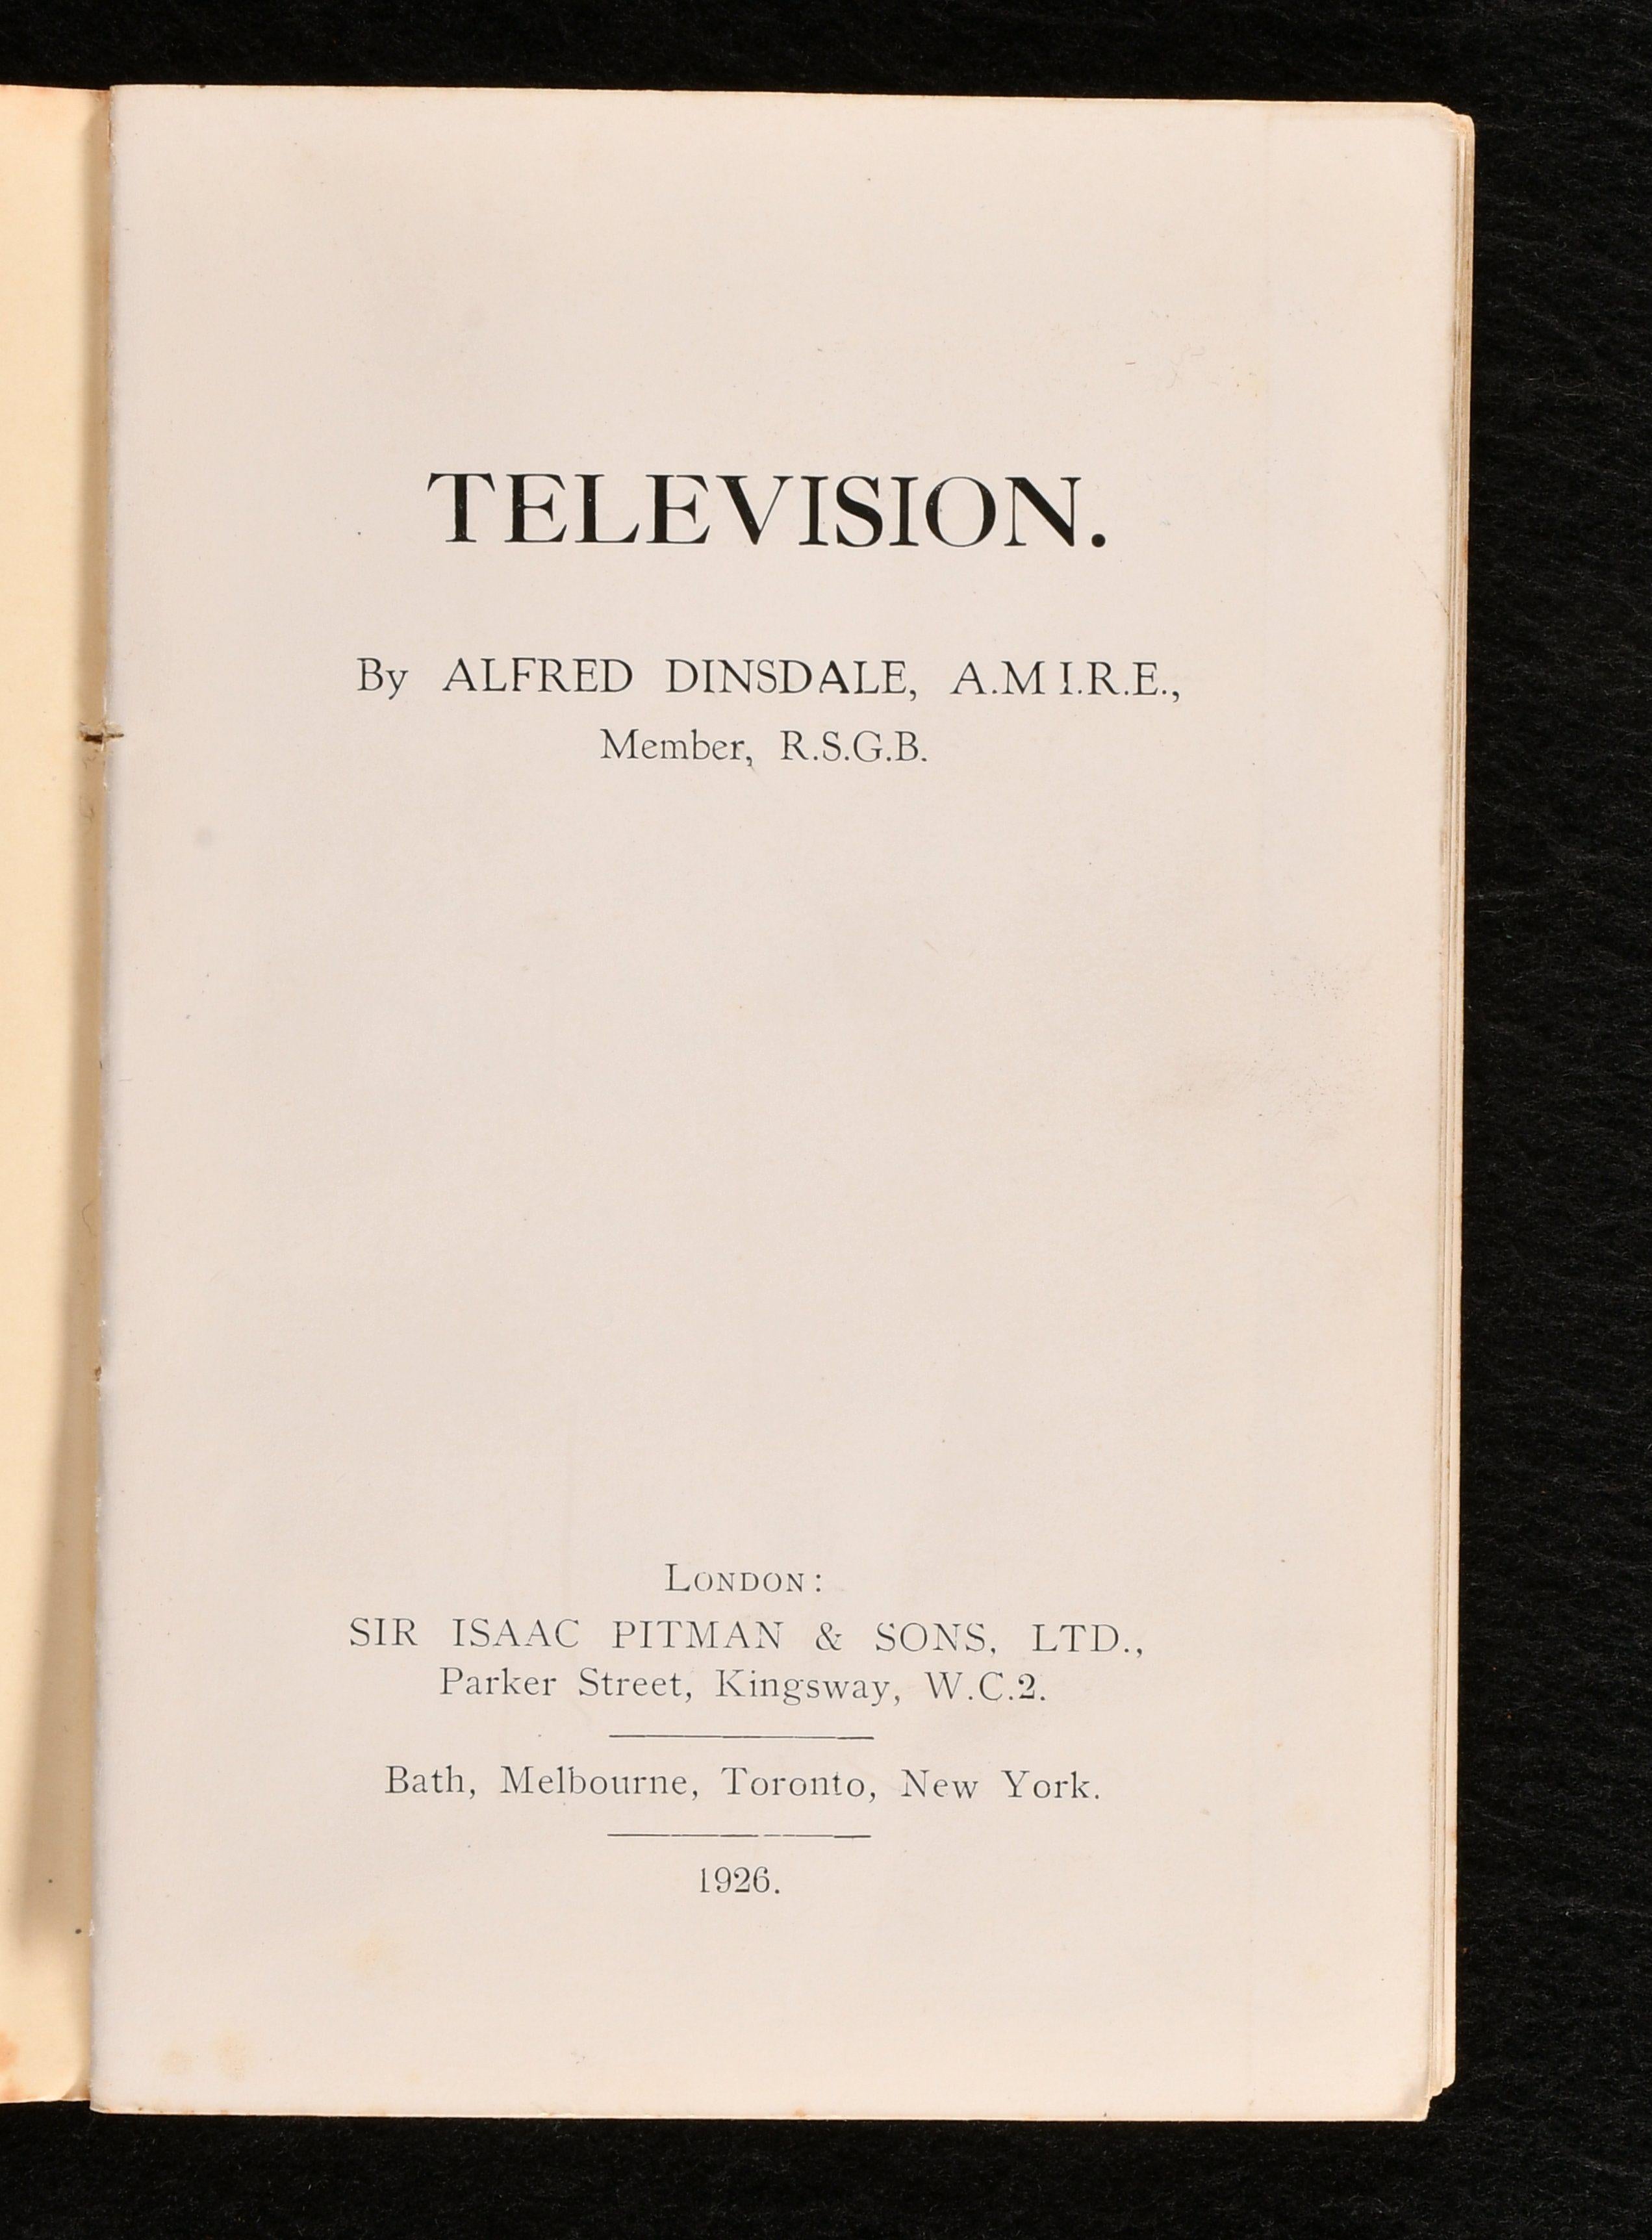 TELEVISION.
By ALFRED DINSDALE, A.M I.R.E.,
Member, R.S.G.B.
LONDON:
SIR ISAAC PITMAN & SONS, LTD.,
Parker Street, Kingsway, W.C.2.
Bath, Melbourne, Toronto, New York.
1926.